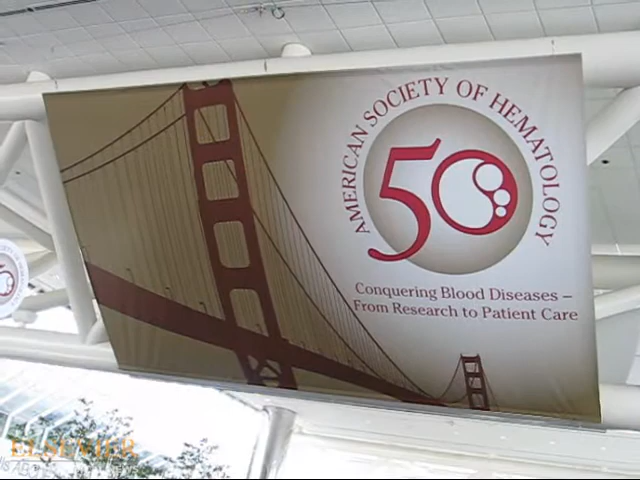 AMERICAN SOCIETY OF HEMATOLOGY
50
Conquering Blood Diseases –
From Research to Patient Care
ELSEVIER